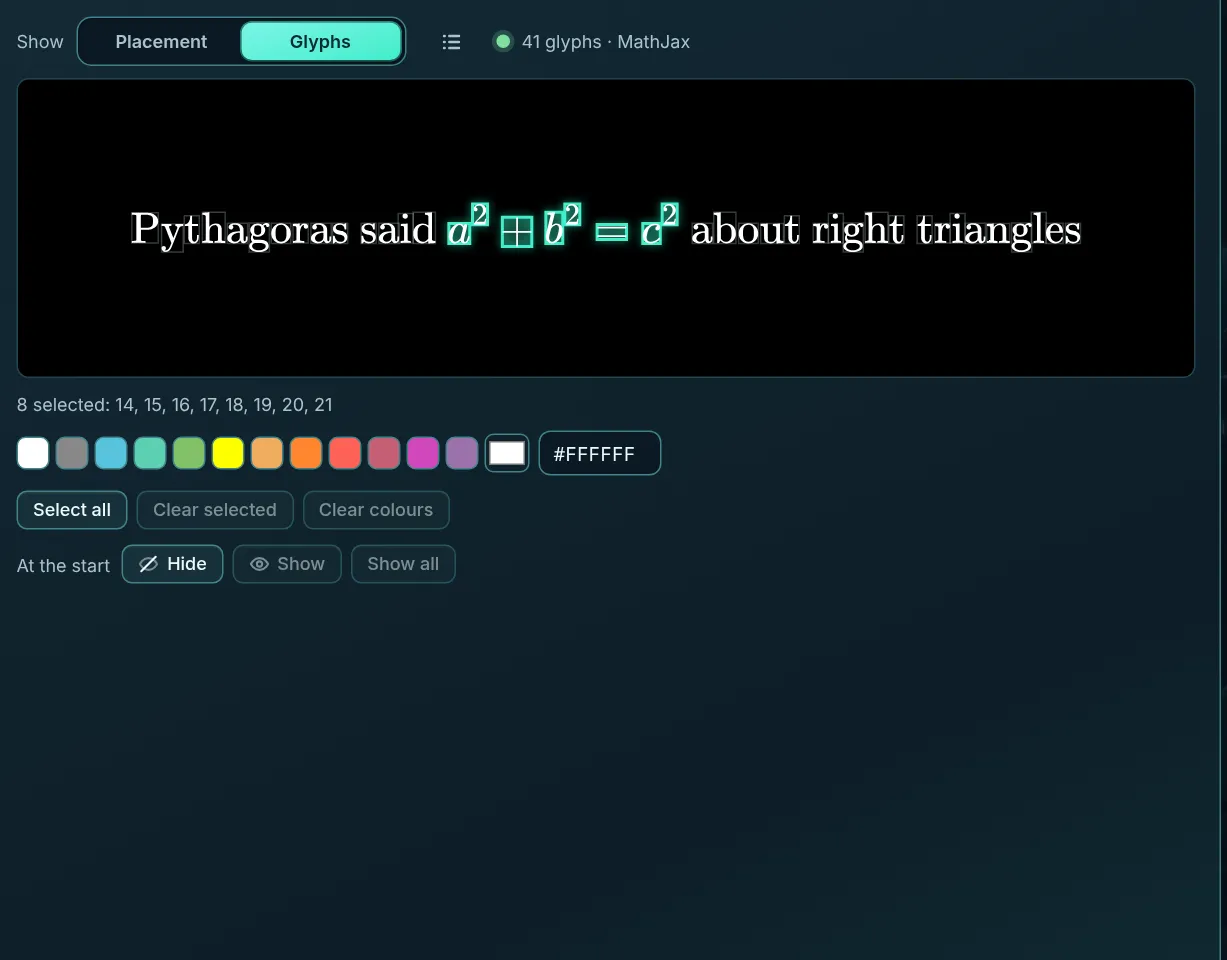 Show Placement Glyphs 41 glyphs · MathJax
Pythagoras said a² + b² = c² about right triangles
8 selected: 14, 15, 16, 17, 18, 19, 20, 21
#FFFFFF
Select all Clear selected Clear colours
At the start Hide Show Show all